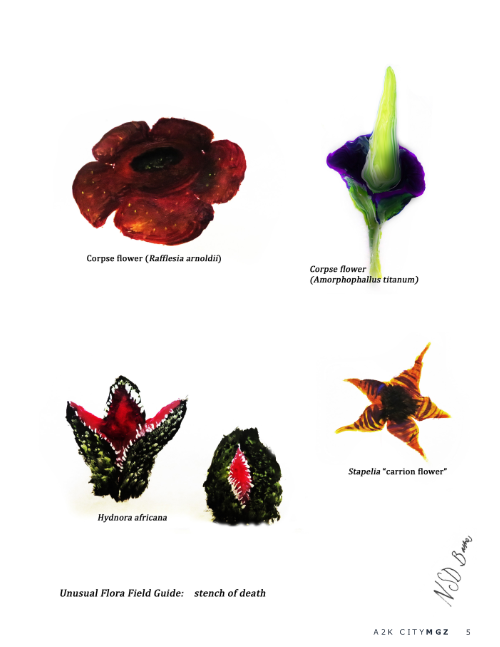 Corpse flower (Rafflesia arnoldii)
Corpse flower
(Amorphophallus titanum)
Stapelia "carrion flower"
Hydnora africana
Unusual Flora Field Guide: stench of death
NSD
A2K CITYMGZ 5